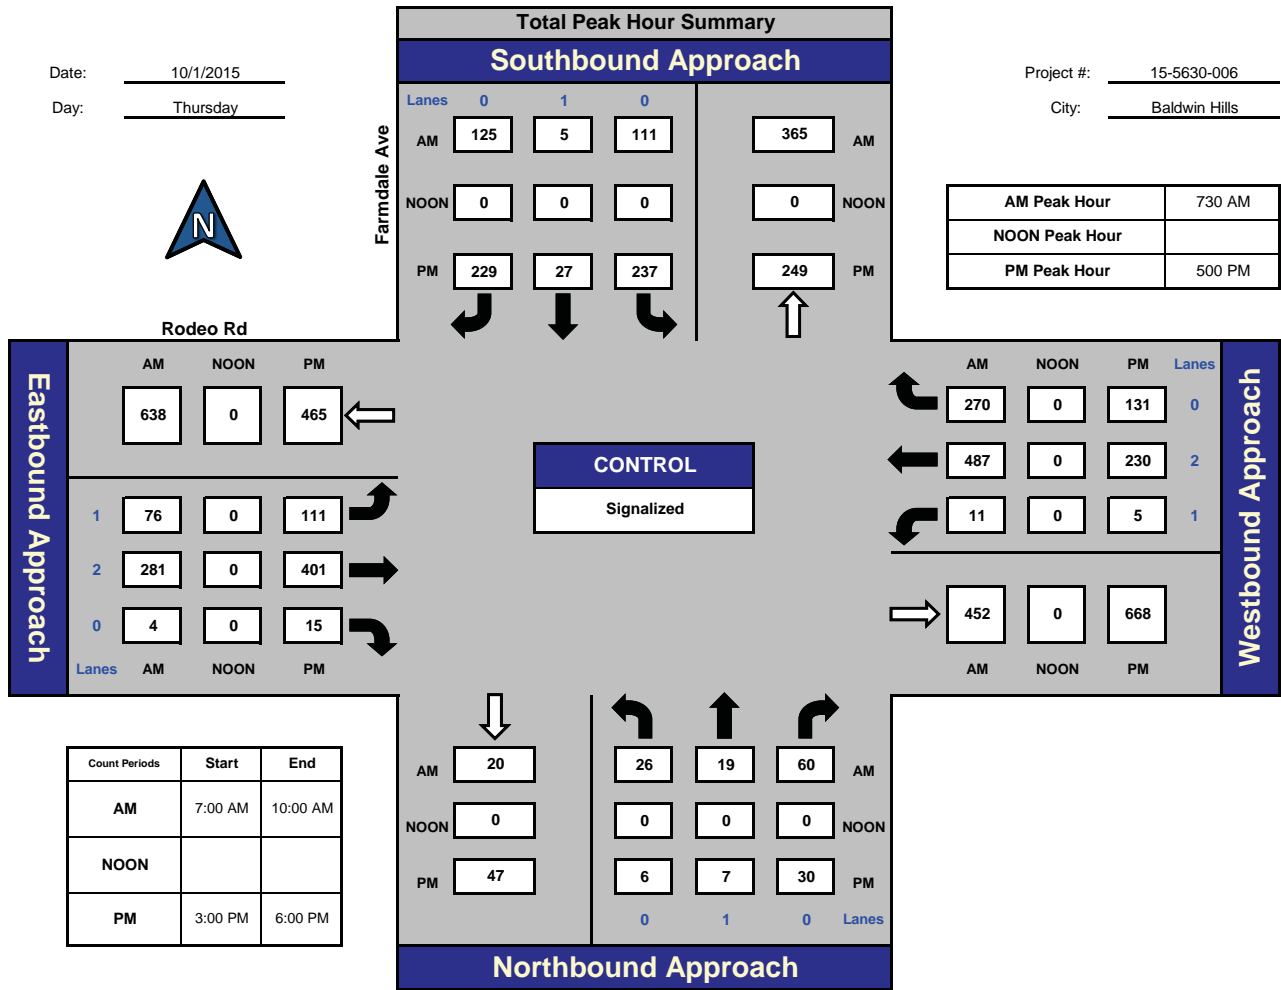 Total Peak Hour Summary
Southbound Approach
Date: 10/1/2015
Day: Thursday
Project #: 15-5630-006
City: Baldwin Hills
N
Farmdale Ave
Lanes 0 1 0
AM 125 5 111 365 AM
NOON 0 0 0 0 NOON
PM 229 27 237 249 PM
AM Peak Hour 730 AM
NOON Peak Hour
PM Peak Hour 500 PM
Rodeo Rd
Eastbound Approach
AM NOON PM
638 0 465
1 76 0 111
2 281 0 401
0 4 0 15
Lanes AM NOON PM
CONTROL
Signalized
AM NOON PM Lanes
270 0 131 0
487 0 230 2
11 0 5 1
452 0 668
AM NOON PM
Westbound Approach
Count Periods Start End
AM 7:00 AM 10:00 AM
NOON
PM 3:00 PM 6:00 PM
AM 20 26 19 60 AM
NOON 0 0 0 0 NOON
PM 47 6 7 30 PM
0 1 0 Lanes
Northbound Approach